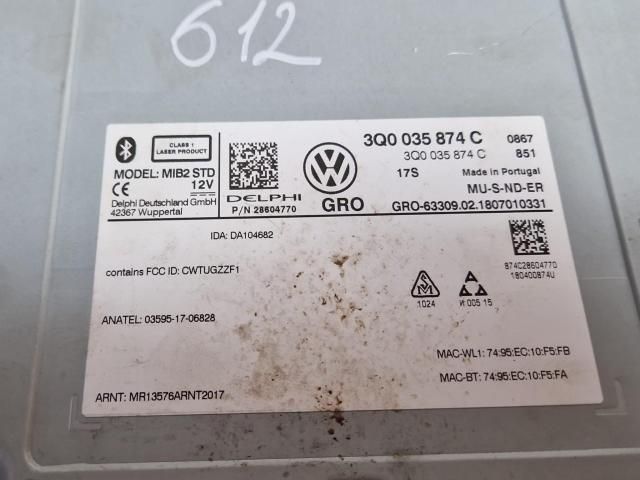 612
CLASS 1
LASER PRODUCT
MODEL: MIB2 STD
CE 12V
Delphi Deutschland GmbH
42367 Wuppertal
DELPHI
P/N 28604770
VW
GRO
3Q0 035 874 C 0867
3Q0 035 874 C 851
17S Made in Portugal
MU-S-ND-ER
GRO-63309.02.1807010331
IDA: DA104682
contains FCC ID: CWTUGZZF1
874C28604770
180400874U
1024
И 005 15
ANATEL: 03595-17-06828
MAC-WL1: 74:95:EC:10:F5:FB
MAC-BT: 74:95:EC:10:F5:FA
ARNT: MR13576ARNT2017